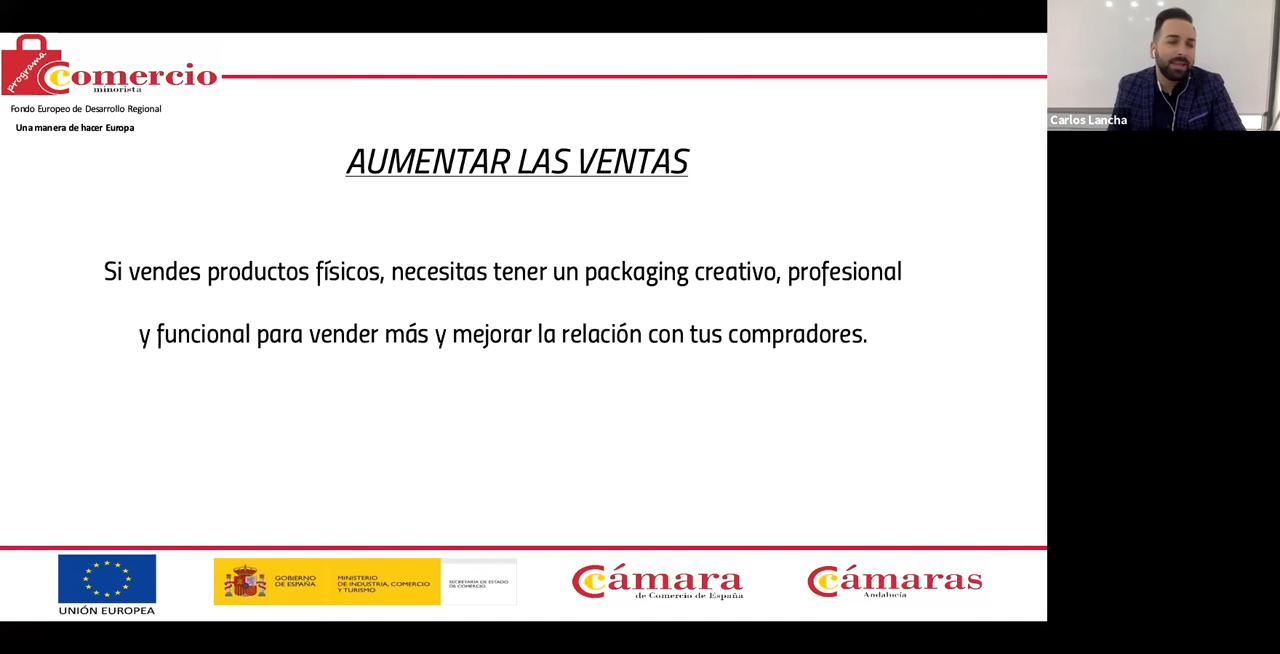 programa
Comercio
minorista
Fondo Europeo de Desarrollo Regional
Una manera de hacer Europa
Carlos Lancha
AUMENTAR LAS VENTAS
Si vendes productos físicos, necesitas tener un packaging creativo, profesional
y funcional para vender más y mejorar la relación con tus compradores.
UNIÓN EUROPEA
GOBIERNO
DE ESPAÑA
MINISTERIO
DE INDUSTRIA, COMERCIO
Y TURISMO
SECRETARÍA DE ESTADO
DE COMERCIO
Cámara
de Comercio de España
Cámaras
Andalucía